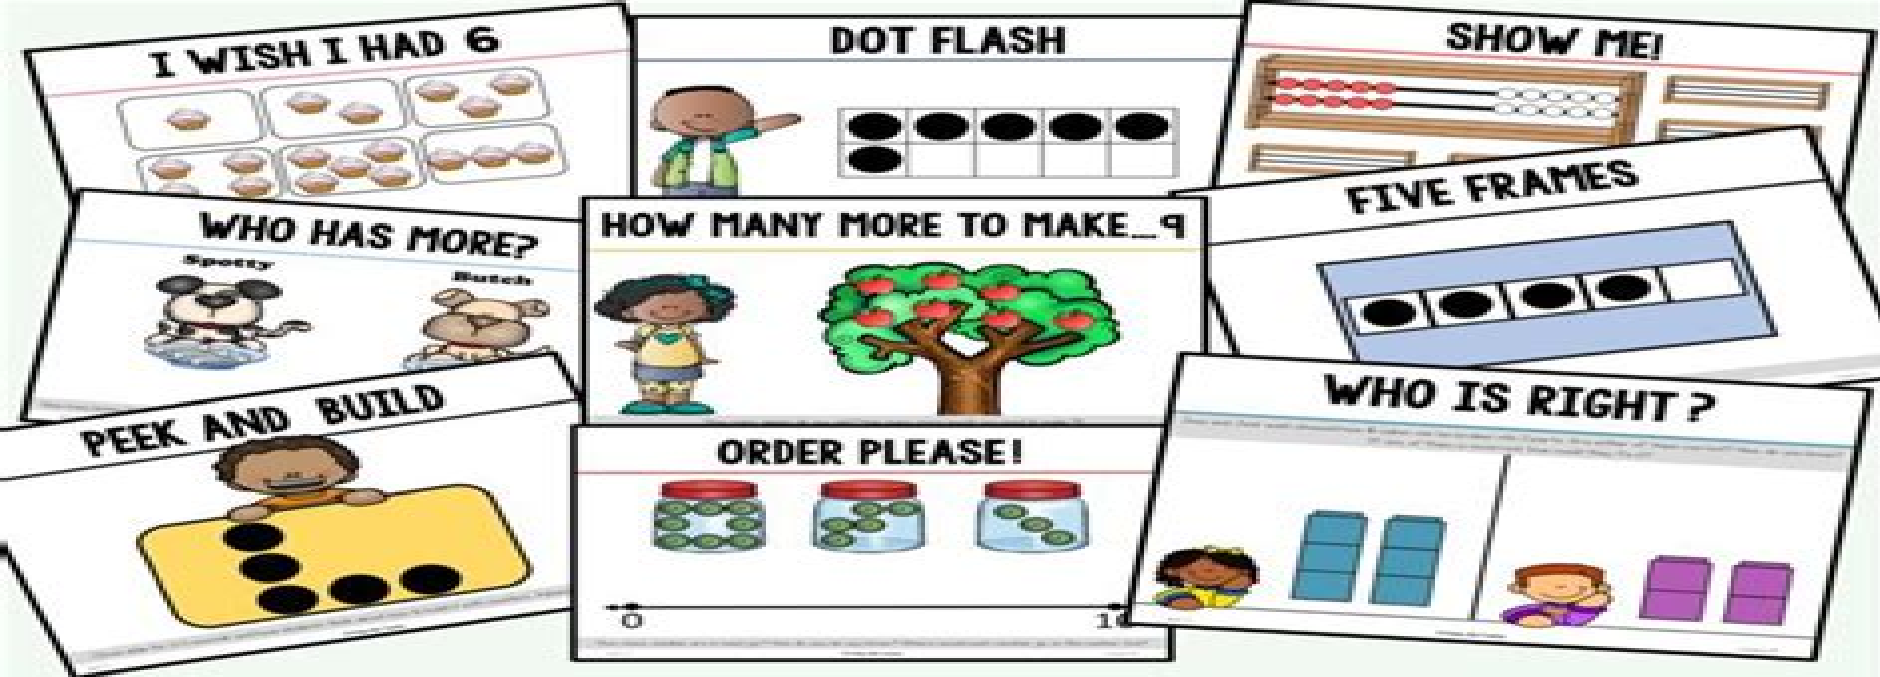 I WISH I HAD 6
DOT FLASH
SHOW ME!
WHO HAS MORE?
Spotty
Butch
HOW MANY MORE TO MAKE...9
FIVE FRAMES
PEEK AND BUILD
ORDER PLEASE!
0
WHO IS RIGHT?